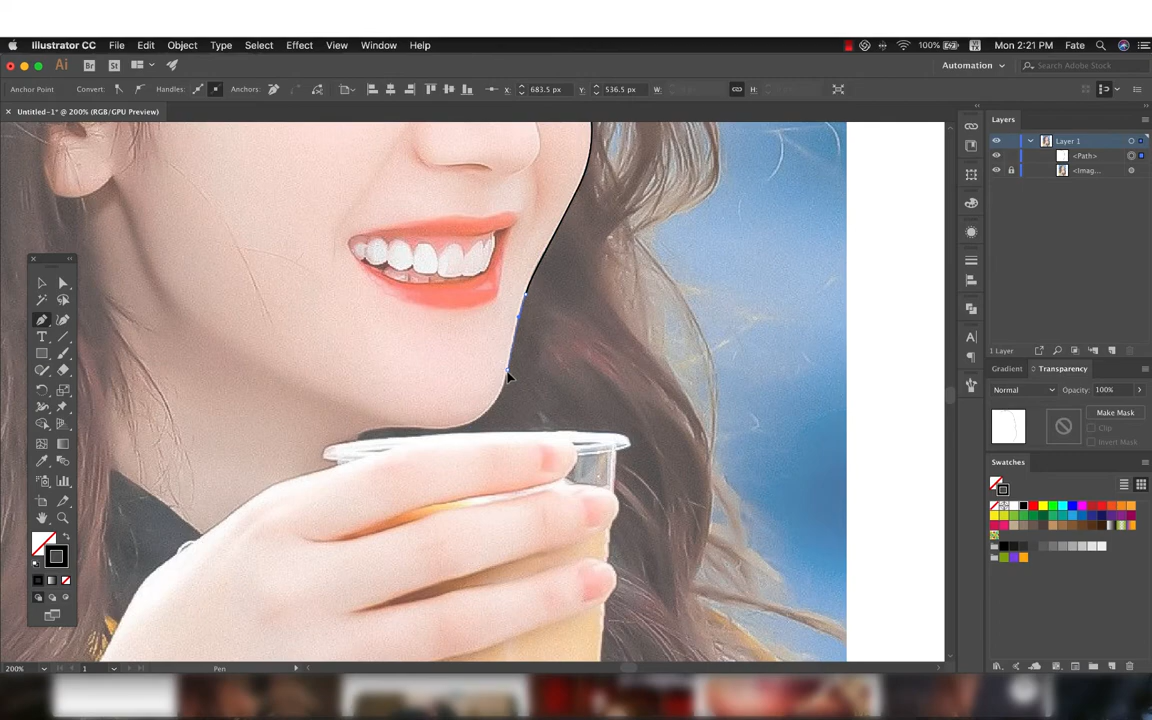 Illustrator CC File Edit Object Type Select Effect View Window Help 100% Mon 2:21 PM Fate
Ai Br St Automation Search Adobe Stock
Anchor Point Convert: Handles: Anchors: X: 683.5 px Y: 536.5 px W: H:
Untitled-1* @ 200% (RGB/GPU Preview)
Layers
Layer 1
<Path>
<Imag...
1 Layer
Gradient Transparency
Normal Opacity: 100%
Make Mask
Clip
Invert Mask
Swatches
200% 1 Pen